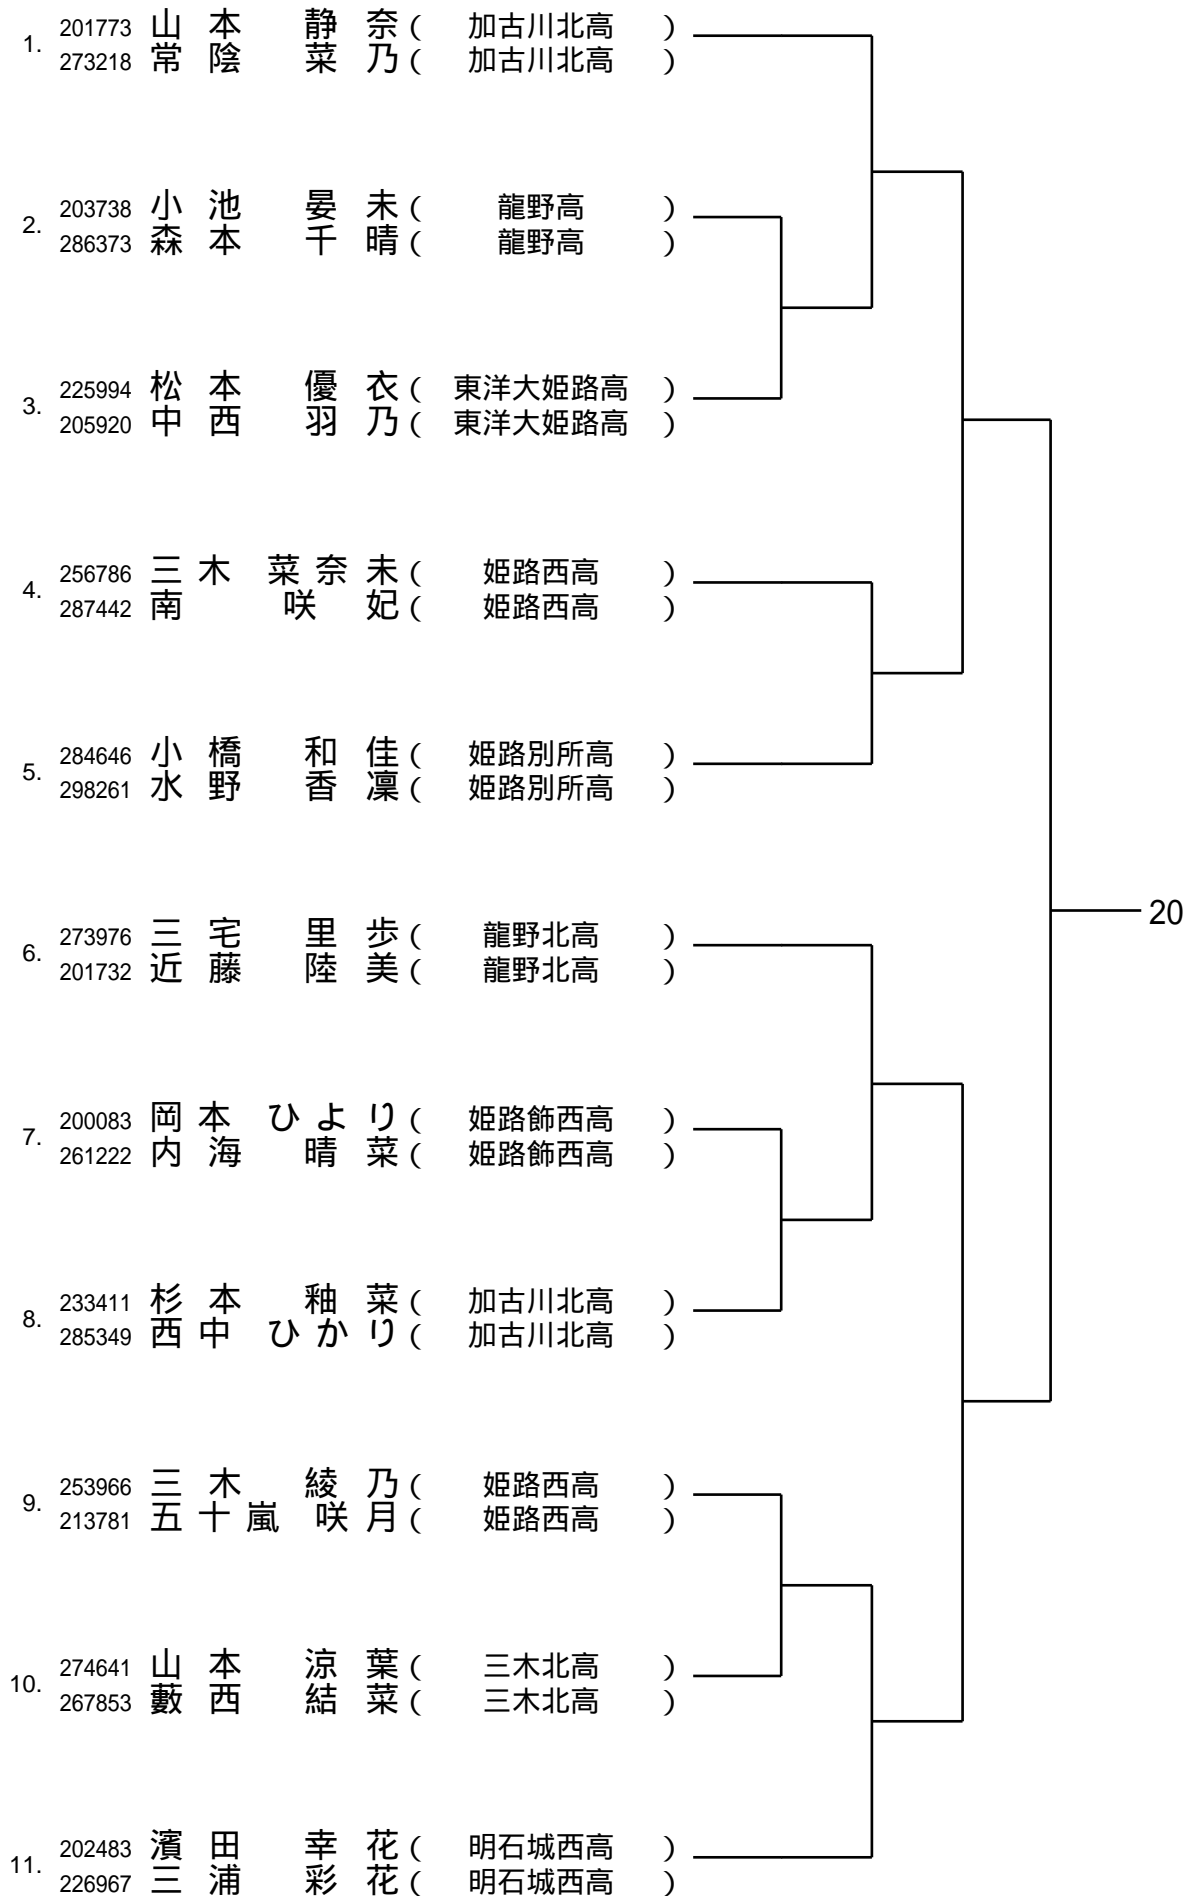 1. 201773 山本 静奈 ( 加古川北高 )
273218 常陰 菜乃 ( 加古川北高 )
2. 203738 小池 晏未 ( 龍野高 )
286373 森本 千晴 ( 龍野高 )
3. 225994 松本 優衣 ( 東洋大姫路高 )
205920 中西 羽乃 ( 東洋大姫路高 )
4. 256786 三木 菜奈未 ( 姫路西高 )
287442 南 咲妃 ( 姫路西高 )
5. 284646 小橋 和佳 ( 姫路別所高 )
298261 水野 香凜 ( 姫路別所高 )
20
6. 273976 三宅 里歩 ( 龍野北高 )
201732 近藤 陸美 ( 龍野北高 )
7. 200083 岡本 ひより ( 姫路飾西高 )
261222 内海 晴菜 ( 姫路飾西高 )
8. 233411 杉本 釉菜 ( 加古川北高 )
285349 西中 ひかり ( 加古川北高 )
9. 253966 三木 綾乃 ( 姫路西高 )
213781 五十嵐 咲月 ( 姫路西高 )
10. 274641 山本 涼葉 ( 三木北高 )
267853 藪西 結菜 ( 三木北高 )
11. 202483 濱田 幸花 ( 明石城西高 )
226967 三浦 彩花 ( 明石城西高 )